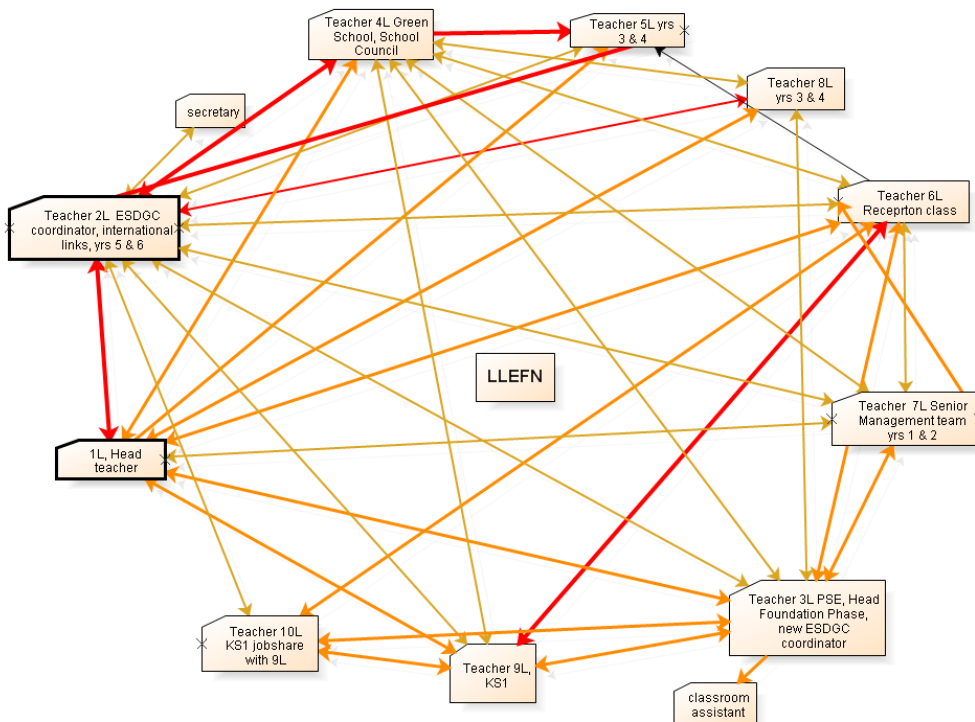 Teacher 4L Green
School, School
Council
Teacher 5L yrs
3 & 4
Teacher 8L
yrs 3 & 4
secretary
Teacher 6L
Receprton class
Teacher 2L ESDGC
coordinator, international
links, yrs 5 & 6
LLEFN
Teacher 7L Senior
Management team
yrs 1 & 2
1L, Head
teacher
Teacher 3L PSE, Head
Foundation Phase,
new ESDGC
coordinator
Teacher 10L
KS1 jobshare
with 9L
Teacher 9L,
KS1
classroom
assistant